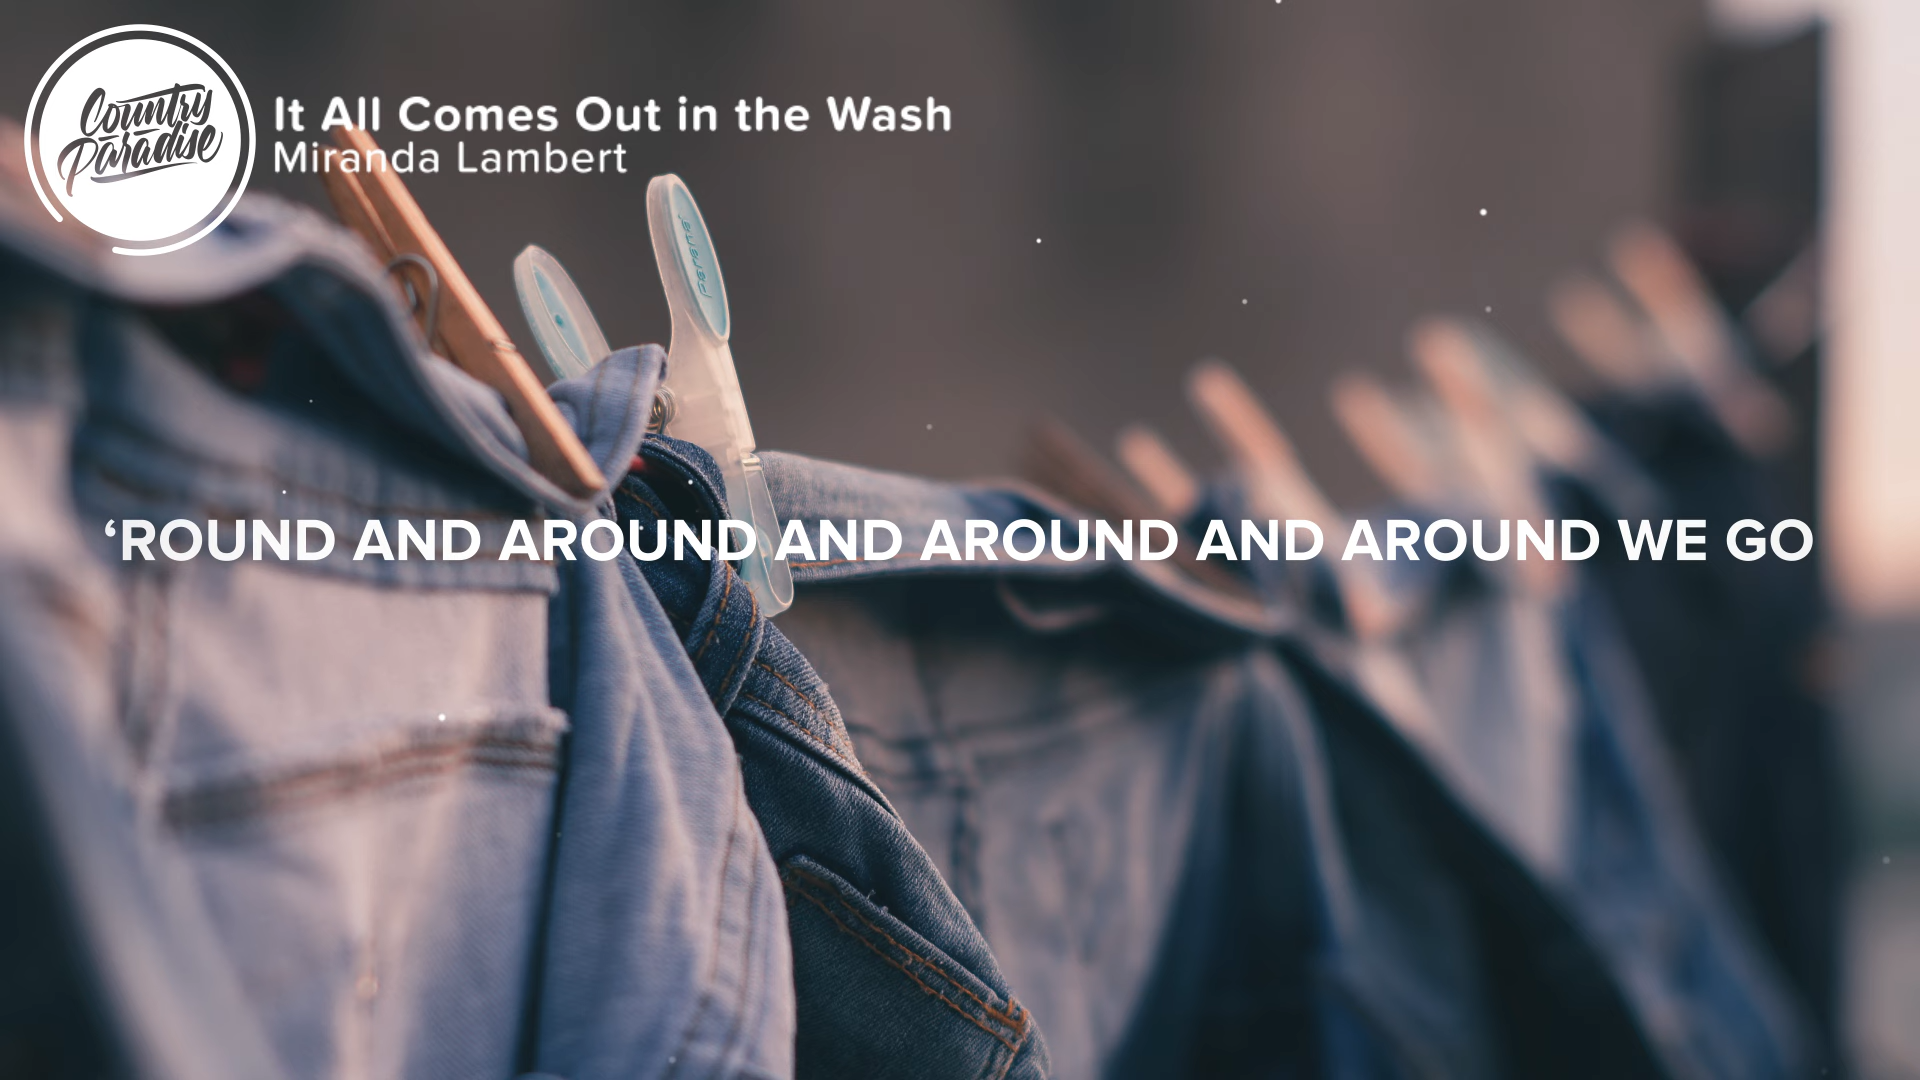 Country
Paradise
It All Comes Out in the Wash
Miranda Lambert
Perené
‘ROUND AND AROUND AND AROUND AND AROUND WE GO